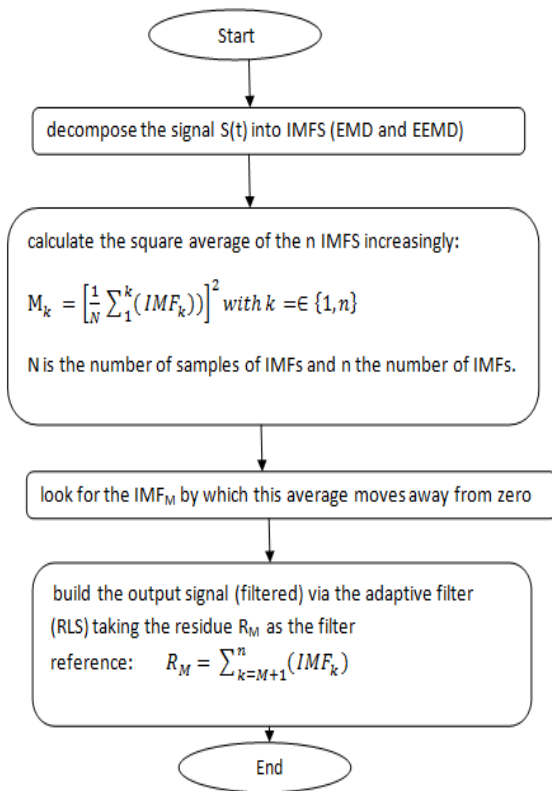 Start
decompose the signal S(t) into IMFS (EMD and EEMD)
calculate the square average of the n IMFS increasingly:
M_k = [1/N ∑_1^k(IMF_k))]^2 with k =∈ {1,n}
N is the number of samples of IMFs and n the number of IMFs.
look for the IMF_M by which this average moves away from zero
build the output signal (filtered) via the adaptive filter
(RLS) taking the residue R_M as the filter
reference: R_M = ∑_{k=M+1}^n(IMF_k)
End